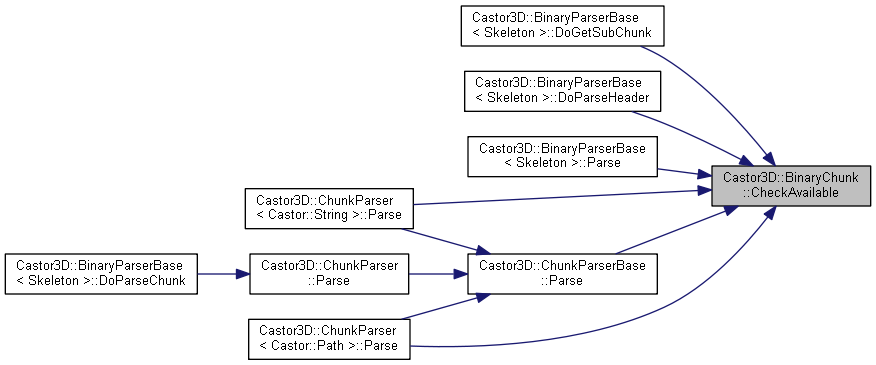 Castor3D::BinaryParserBase
< Skeleton >::DoGetSubChunk
Castor3D::BinaryParserBase
< Skeleton >::DoParseHeader
Castor3D::BinaryParserBase
< Skeleton >::Parse
Castor3D::BinaryChunk
::CheckAvailable
Castor3D::ChunkParser
< Castor::String >::Parse
Castor3D::BinaryParserBase
< Skeleton >::DoParseChunk
Castor3D::ChunkParser
::Parse
Castor3D::ChunkParserBase
::Parse
Castor3D::ChunkParser
< Castor::Path >::Parse